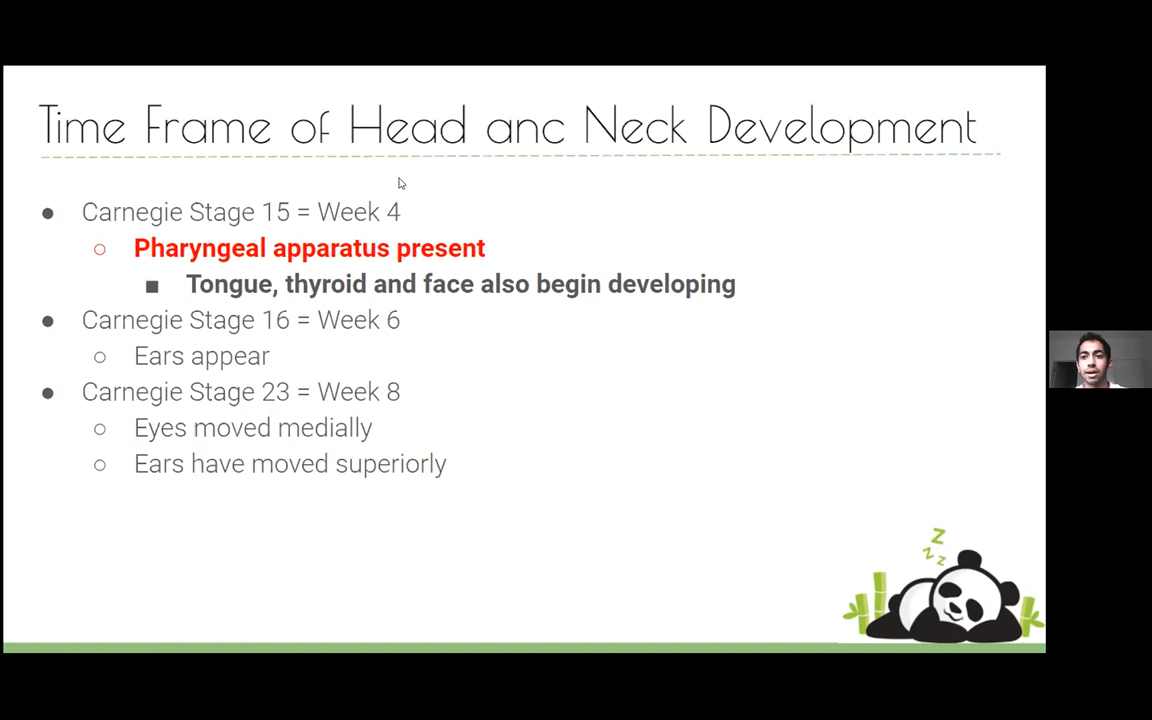 Time Frame of Head anc Neck Development
● Carnegie Stage 15 = Week 4
○ Pharyngeal apparatus present
■ Tongue, thyroid and face also begin developing
● Carnegie Stage 16 = Week 6
○ Ears appear
● Carnegie Stage 23 = Week 8
○ Eyes moved medially
○ Ears have moved superiorly
Z
Z
Z